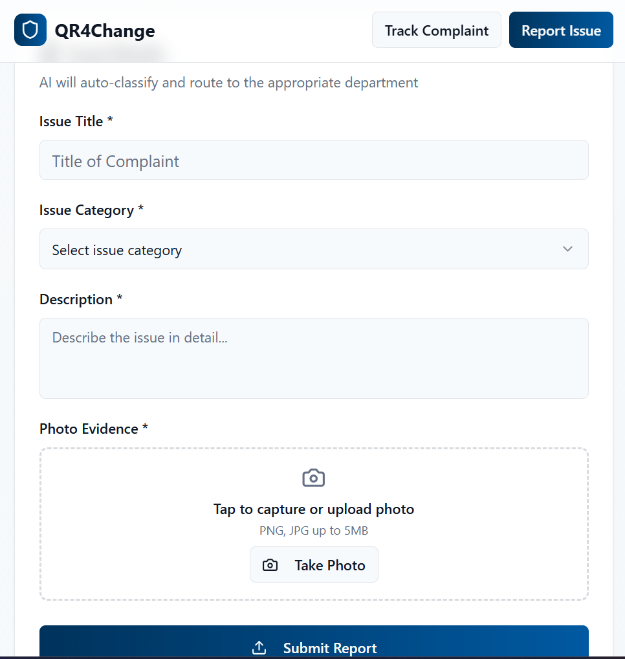 QR4Change
Track Complaint
Report Issue
AI will auto-classify and route to the appropriate department
Issue Title *
Title of Complaint
Issue Category *
Select issue category
Description *
Describe the issue in detail...
Photo Evidence *
Tap to capture or upload photo
PNG, JPG up to 5MB
Take Photo
Submit Report